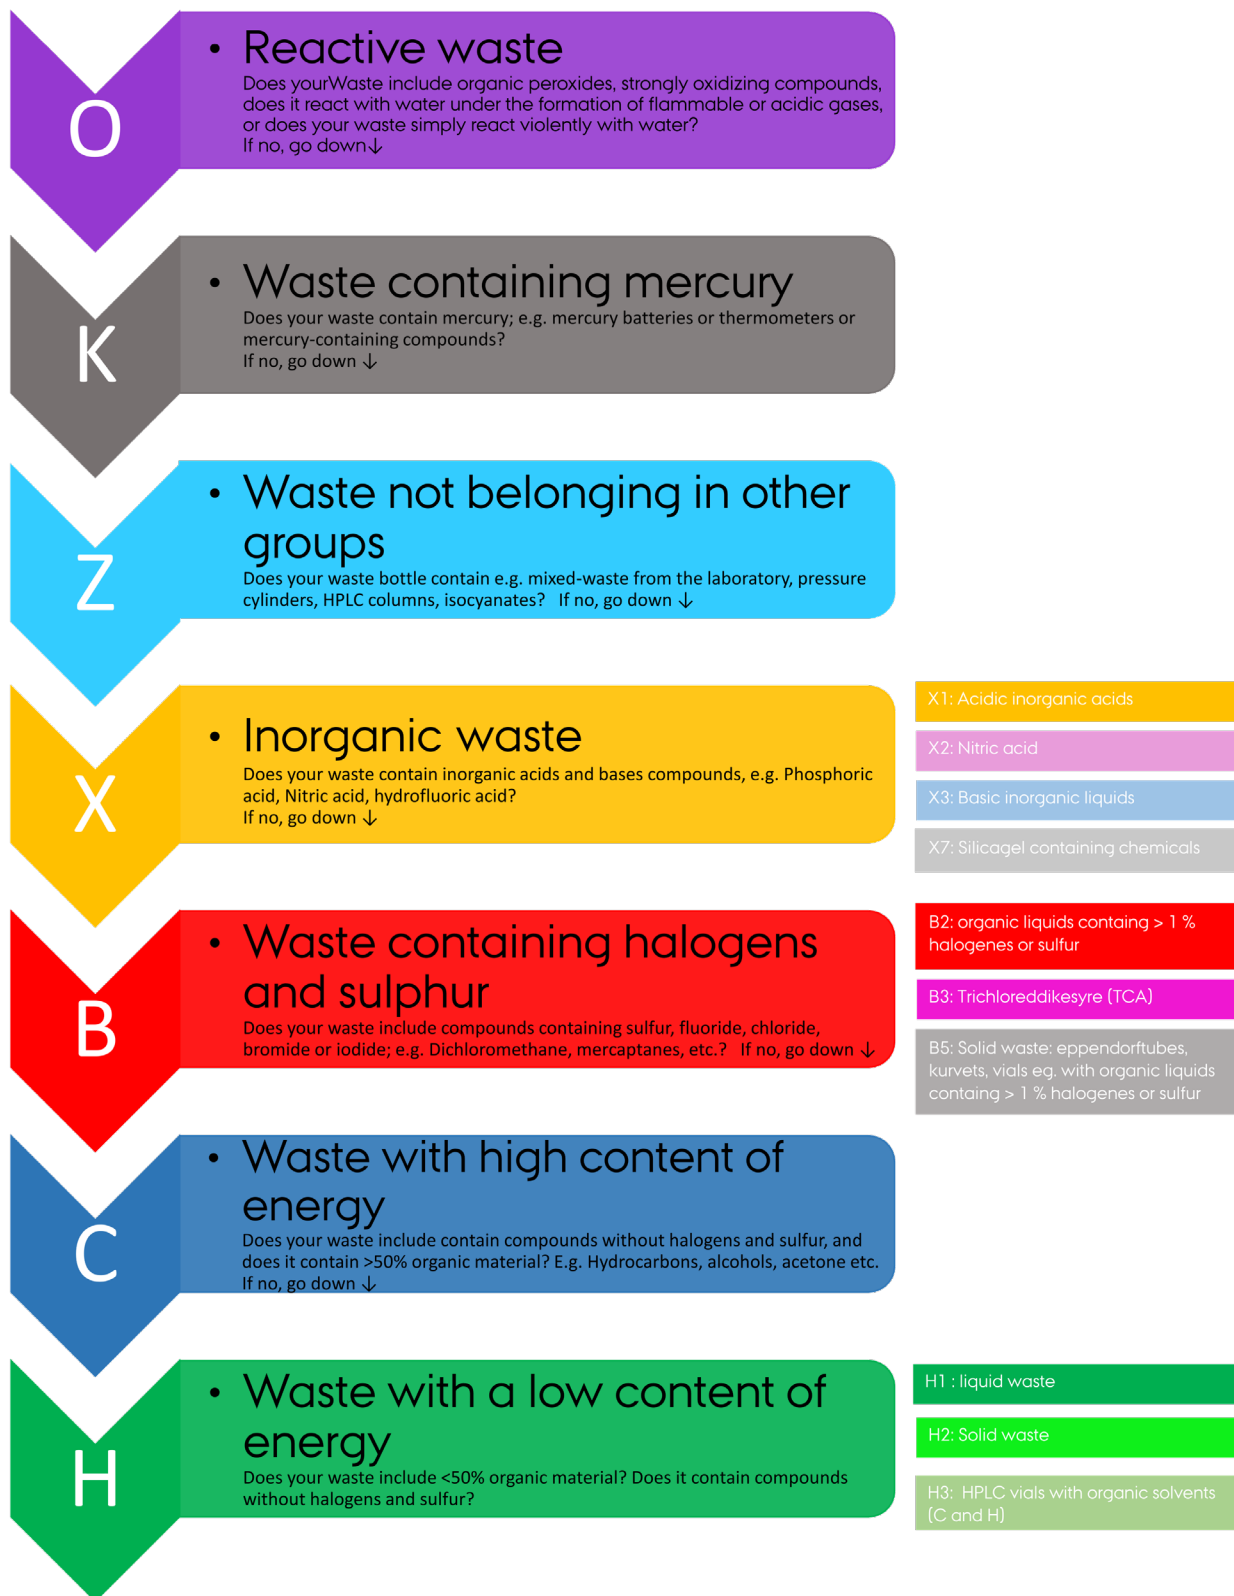 O
• Reactive waste
Does yourWaste include organic peroxides, strongly oxidizing compounds,
does it react with water under the formation of flammable or acidic gases,
or does your waste simply react violently with water?
If no, go down↓
K
• Waste containing mercury
Does your waste contain mercury; e.g. mercury batteries or thermometers or
mercury-containing compounds?
If no, go down ↓
Z
• Waste not belonging in other
groups
Does your waste bottle contain e.g. mixed-waste from the laboratory, pressure
cylinders, HPLC columns, isocyanates?   If no, go down ↓
X
• Inorganic waste
Does your waste contain inorganic acids and bases compounds, e.g. Phosphoric
acid, Nitric acid, hydrofluoric acid?
If no, go down ↓
X1: Acidic inorganic acids
X2: Nitric acid
X3: Basic inorganic liquids
X7: Silicagel containing chemicals
B
• Waste containing halogens
and sulphur
Does your waste include compounds containing sulfur, fluoride, chloride,
bromide or iodide; e.g. Dichloromethane, mercaptanes, etc.?   If no, go down ↓
B2: organic liquids containg > 1 %
halogenes or sulfur
B3: Trichloreddikesyre (TCA)
B5: Solid waste: eppendorftubes,
kurvets, vials eg. with organic liquids
containg > 1 % halogenes or sulfur
C
• Waste with high content of
energy
Does your waste include contain compounds without halogens and sulfur, and
does it contain >50% organic material? E.g. Hydrocarbons, alcohols, acetone etc.
If no, go down ↓
H
• Waste with a low content of
energy
Does your waste include <50% organic material? Does it contain compounds
without halogens and sulfur?
H1 : liquid waste
H2: Solid waste
H3:  HPLC vials with organic solvents
(C and H)